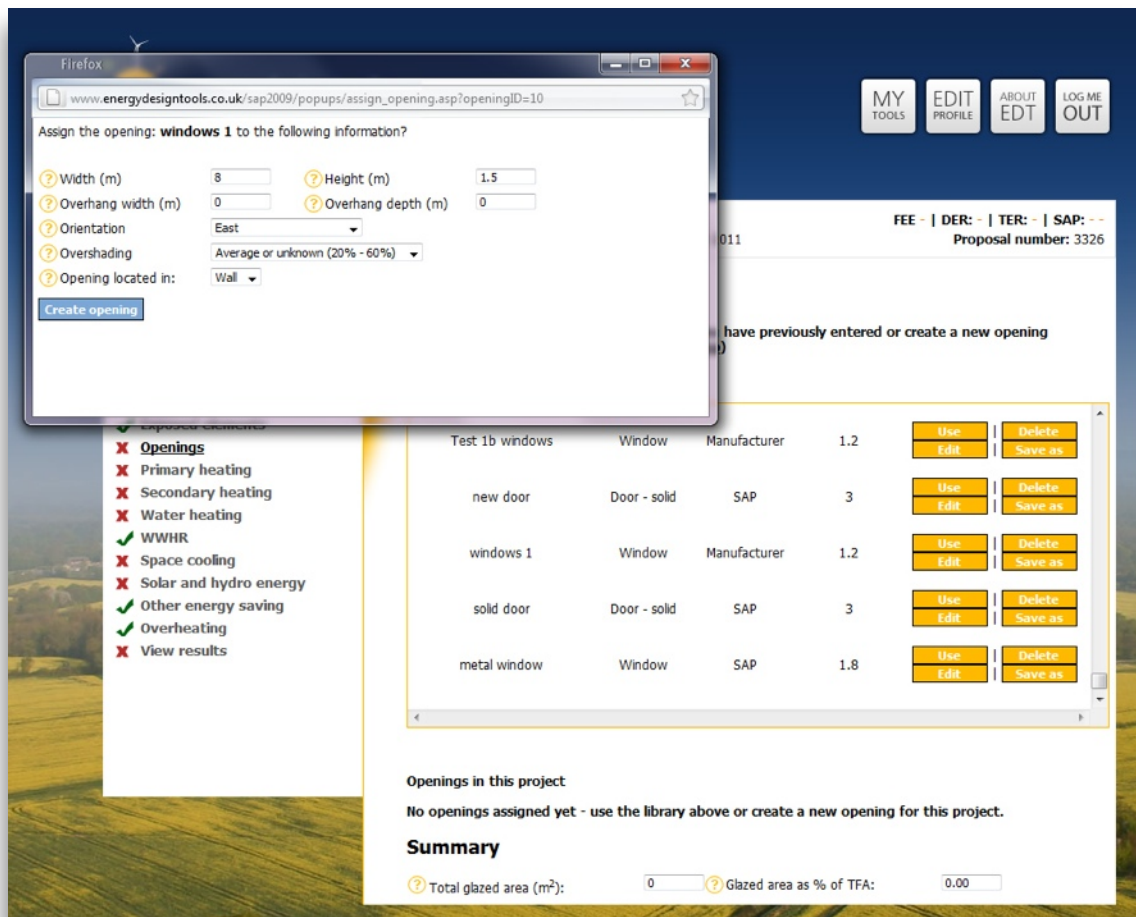 Firefox
www.energydesigntools.co.uk/sap2009/popups/assign_opening.asp?openingID=10
Assign the opening: windows 1 to the following information?
Width (m) 8 Height (m) 1.5
Overhang width (m) 0 Overhang depth (m) 0
Orientation East
Overshading Average or unknown (20% - 60%)
Opening located in: Wall
Create opening
MY TOOLS
EDIT PROFILE
ABOUT EDT
LOG ME OUT
FEE - | DER: - | TER: - | SAP: - -
011 Proposal number: 3326
have previously entered or create a new opening
Exposed elements
Openings
Primary heating
Secondary heating
Water heating
WWHR
Space cooling
Solar and hydro energy
Other energy saving
Overheating
View results
Test 1b windows Window Manufacturer 1.2 Use | Delete
Edit | Save as
new door Door - solid SAP 3 Use | Delete
Edit | Save as
windows 1 Window Manufacturer 1.2 Use | Delete
Edit | Save as
solid door Door - solid SAP 3 Use | Delete
Edit | Save as
metal window Window SAP 1.8 Use | Delete
Edit | Save as
Openings in this project
No openings assigned yet - use the library above or create a new opening for this project.
Summary
Total glazed area (m²): 0 Glazed area as % of TFA: 0.00